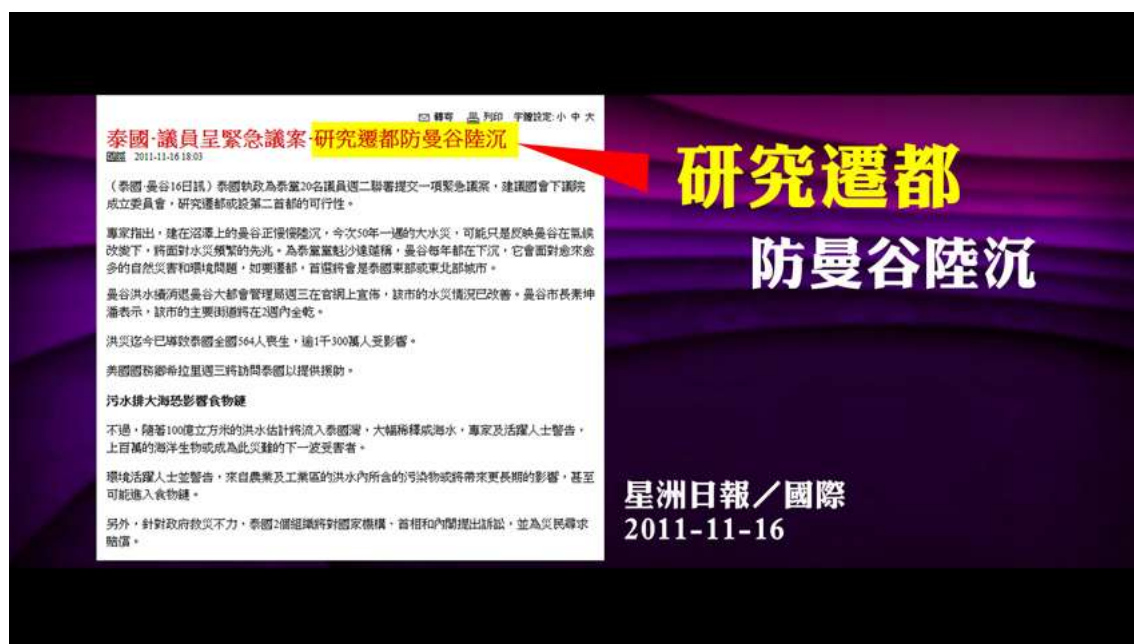 轉寄 列印 字體設定:小 中 大
泰國‧議員呈緊急議案‧研究遷都防曼谷陸沉
國際 2011-11-16 18:03
（泰國‧曼谷16日訊）泰國執政為泰黨20名議員週二聯署提交一項緊急議案，建議國會下議院
成立委員會，研究遷都或設第二首都的可行性。
專家指出，建在沼澤上的曼谷正慢慢陸沉，今次50年一遇的大水災，可能只是反映曼谷在氣候
改變下，將面對水災頻繁的先兆。為泰黨黨魁沙達蓬稱，曼谷每年都在下沉，它會面對愈來愈
多的自然災害和環境問題，如要遷都，首選將會是泰國東部或東北部城市。
曼谷洪水續消退曼谷大都會管理局週三在官網上宣佈，該市的水災情況已改善。曼谷市長素坤
潘表示，該市的主要街道將在2週內全乾。
洪災迄今已導致泰國全國564人喪生，逾1千300萬人受影響。
美國國務卿希拉里週三將訪問泰國以提供援助。
污水排大海恐影響食物鏈
不過，隨著100億立方米的洪水估計將流入泰國灣，大幅稀釋咸海水，專家及活躍人士警告，
上百萬的海洋生物或成為此災難的下一波受害者。
環境活躍人士並警告，來自農業及工業區的洪水內所含的污染物或將帶來更長期的影響，甚至
可能進入食物鏈。
另外，針對政府救災不力，泰國2個組織將對國家機構、首相和內閣提出訴訟，並為災民尋求
賠償。
研究遷都
防曼谷陸沉
星洲日報／國際
2011-11-16